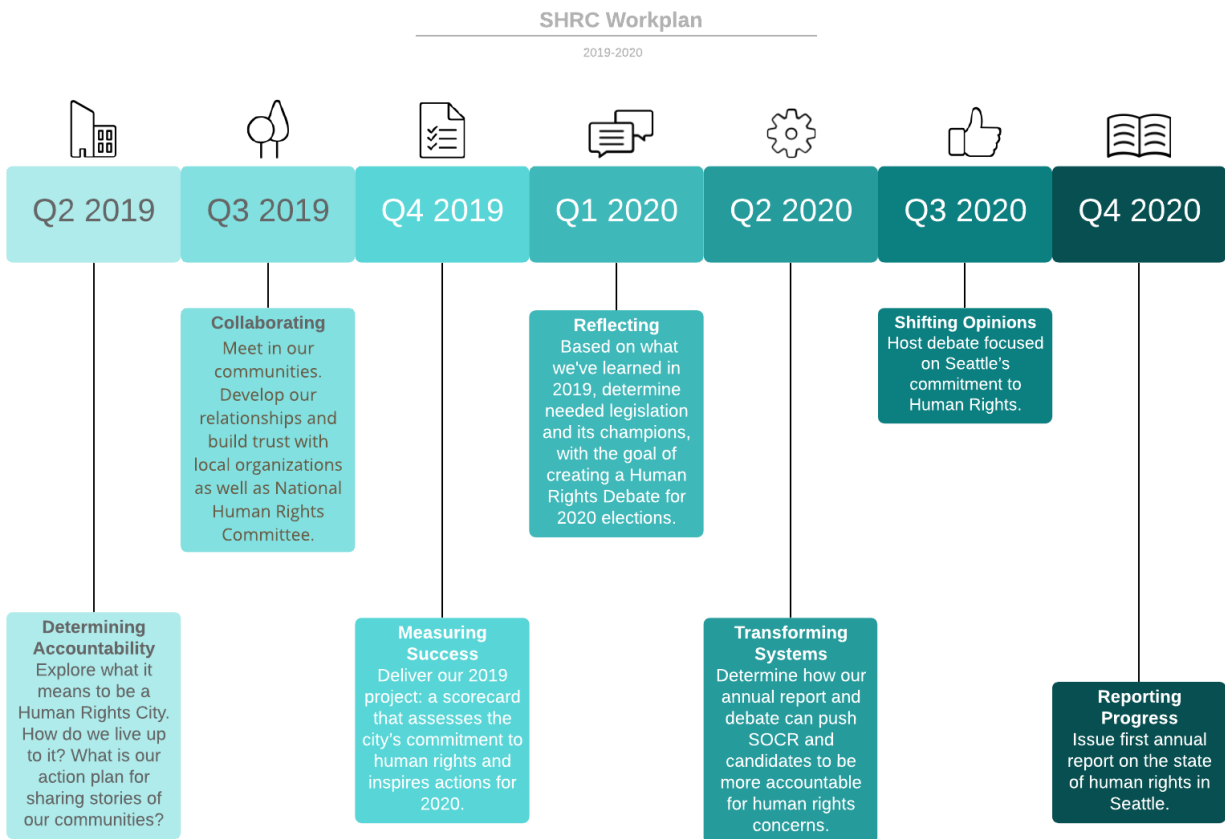 SHRC Workplan
2019-2020
Q2 2019
Q3 2019
Q4 2019
Q1 2020
Q2 2020
Q3 2020
Q4 2020
Collaborating
Meet in our
communities.
Develop our
relationships and
build trust with
local organizations
as well as National
Human Rights
Committee.
Reflecting
Based on what
we've learned in
2019, determine
needed legislation
and its champions,
with the goal of
creating a Human
Rights Debate for
2020 elections.
Shifting Opinions
Host debate focused
on Seattle's
commitment to
Human Rights.
Determining
Accountability
Explore what it
means to be a
Human Rights City.
How do we live up
to it? What is our
action plan for
sharing stories of
our communities?
Measuring
Success
Deliver our 2019
project: a scorecard
that assesses the
city's commitment to
human rights and
inspires actions for
2020.
Transforming
Systems
Determine how our
annual report and
debate can push
SOCR and
candidates to be
more accountable
for human rights
concerns.
Reporting
Progress
Issue first annual
report on the state
of human rights in
Seattle.